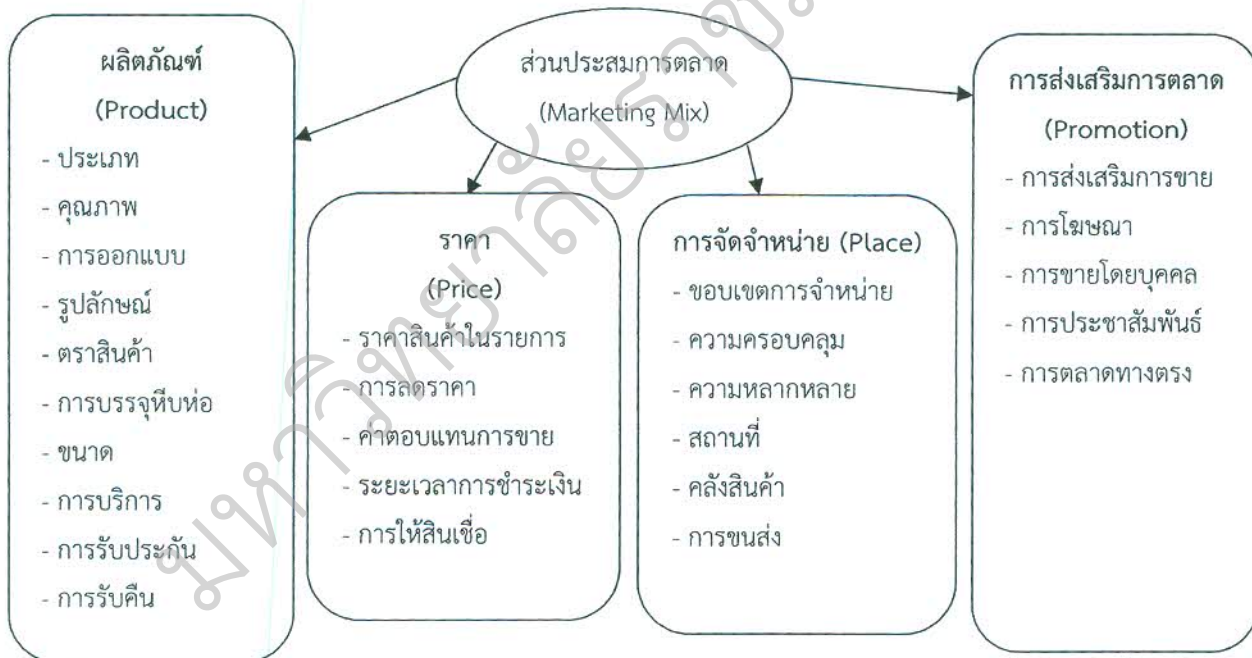 ส่วนประสมการตลาด
(Marketing Mix)
ผลิตภัณฑ์
(Product)
- ประเภท
- คุณภาพ
- การออกแบบ
- รูปลักษณ์
- ตราสินค้า
- การบรรจุหีบห่อ
- ขนาด
- การบริการ
- การรับประกัน
- การรับคืน
ราคา
(Price)
- ราคาสินค้าในรายการ
- การลดราคา
- ค่าตอบแทนการขาย
- ระยะเวลาการชำระเงิน
- การให้สินเชื่อ
การจัดจำหน่าย (Place)
- ขอบเขตการจำหน่าย
- ความครอบคลุม
- ความหลากหลาย
- สถานที่
- คลังสินค้า
- การขนส่ง
การส่งเสริมการตลาด
(Promotion)
- การส่งเสริมการขาย
- การโฆษณา
- การขายโดยบุคคล
- การประชาสัมพันธ์
- การตลาดทางตรง
มหาวิทยาลัยราช